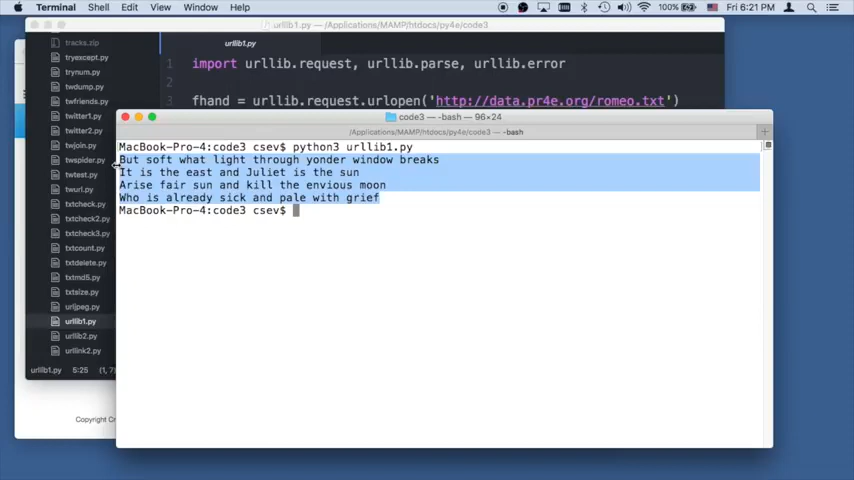 Terminal Shell Edit View Window Help 100% Fri 6:21 PM
urllib1.py — /Applications/MAMP/htdocs/py4e/code3
tracks.zip
tryexcept.py
trynum.py
twdump.py
twfriends.py
twitter1.py
twitter2.py
twjoin.py
twspider.py
twtest.py
twurl.py
txtcheck.py
txtcheck2.py
txtcheck3.py
txtcount.py
txtdelete.py
txtmd5.py
txtsize.py
urljpeg.py
urllib1.py
urllib2.py
urllink2.py
urllib1.py 5:25 (1, 7)
urllib1.py
1 import urllib.request, urllib.parse, urllib.error
2
3 fhand = urllib.request.urlopen('http://data.pr4e.org/romeo.txt')
code3 — -bash — 96×24
/Applications/MAMP/htdocs/py4e/code3 — -bash
MacBook-Pro-4:code3 csev$ python3 urllib1.py
But soft what light through yonder window breaks
It is the east and Juliet is the sun
Arise fair sun and kill the envious moon
Who is already sick and pale with grief
MacBook-Pro-4:code3 csev$
Copyright